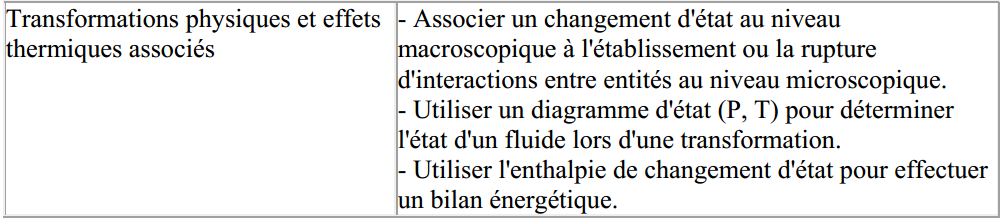 Transformations physiques et effets
thermiques associés
- Associer un changement d'état au niveau
macroscopique à l'établissement ou la rupture
d'interactions entre entités au niveau microscopique.
- Utiliser un diagramme d'état (P, T) pour déterminer
l'état d'un fluide lors d'une transformation.
- Utiliser l'enthalpie de changement d'état pour effectuer
un bilan énergétique.